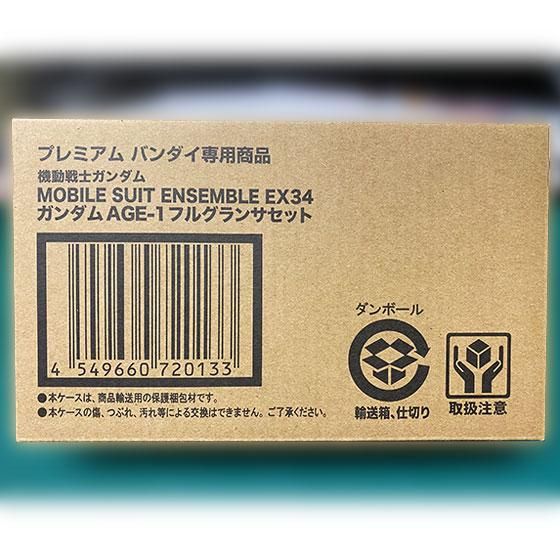 プレミアム バンダイ専用商品
機動戦士ガンダム
MOBILE SUIT ENSEMBLE EX34
ガンダムAGE-1フルグランサセット
4 549660 720133
●本ケースは、商品輸送用の保護梱包材です。
●本ケースの傷、つぶれ、汚れ等による交換はできません。ご了承ください。
ダンボール
輸送箱、仕切り
取扱注意